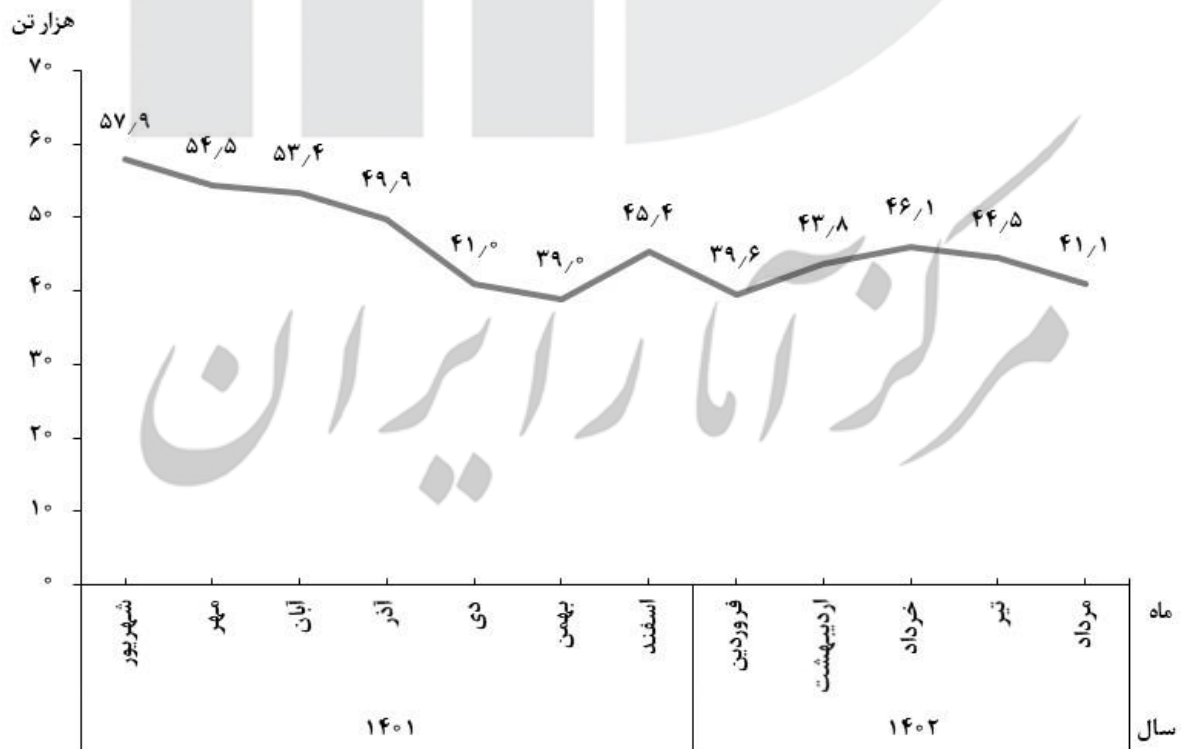 هزار تن
۷۰
۶۰
۵۰
۴۰
۳۰
۲۰
۱۰
۰
۵۷٫۹
۵۴٫۵
۵۳٫۴
۴۹٫۹
۴۱٫۰
۳۹٫۰
۴۵٫۴
۳۹٫۶
۴۳٫۸
۴۶٫۱
۴۴٫۵
۴۱٫۱
مرکز آمار ایران
شهریور
مهر
آبان
آذر
دی
بهمن
اسفند
فروردین
اردیبهشت
خرداد
تیر
مرداد
ماه
۱۴۰۱
۱۴۰۲
سال